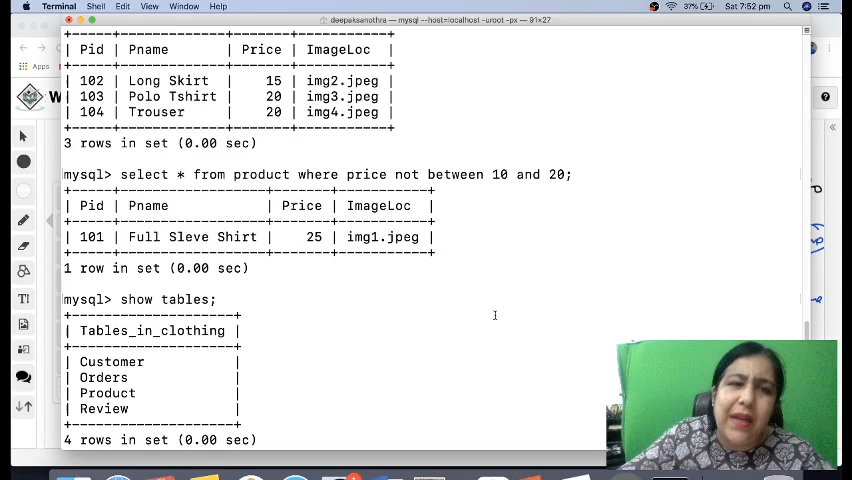 Terminal Shell Edit View Window Help 37% Sat 7:52 pm
deepaksanothra — mysql --host=localhost -uroot -px — 91×27
Apps
W
+-----+-------------+-------+-----------+
| Pid | Pname | Price | ImageLoc |
+-----+-------------+-------+-----------+
| 102 | Long Skirt | 15 | img2.jpeg |
| 103 | Polo Tshirt | 20 | img3.jpeg |
| 104 | Trouser | 20 | img4.jpeg |
+-----+-------------+-------+-----------+
3 rows in set (0.00 sec)
mysql> select * from product where price not between 10 and 20;
+-----+------------------+-------+-----------+
| Pid | Pname | Price | ImageLoc |
+-----+------------------+-------+-----------+
| 101 | Full Sleve Shirt | 25 | img1.jpeg |
+-----+------------------+-------+-----------+
1 row in set (0.00 sec)
mysql> show tables;
+--------------------+
| Tables_in_clothing |
+--------------------+
| Customer |
| Orders |
| Product |
| Review |
+--------------------+
4 rows in set (0.00 sec)